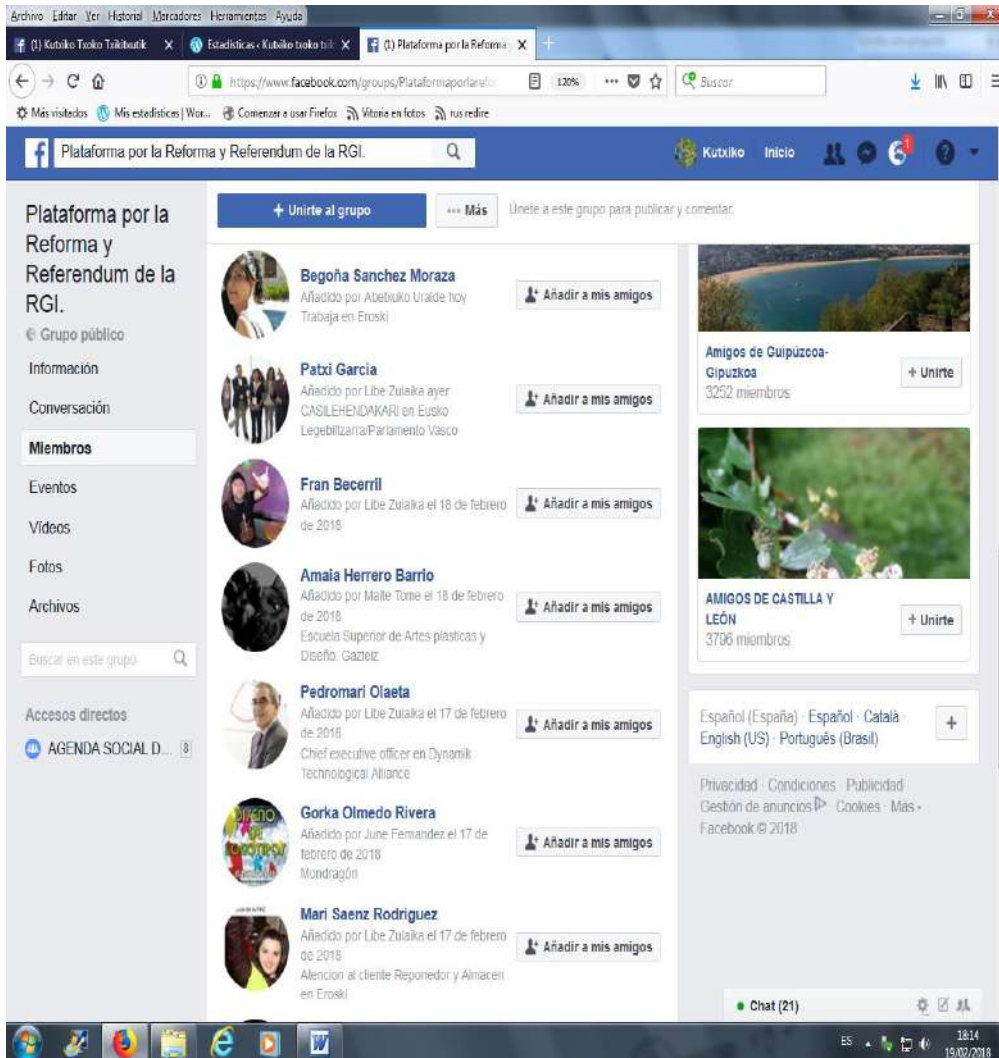 Archivo Editar Ver Historial Marcadores Herramientas Ayuda
(1) Kutxiko Txoko Txikitxutik
Estadísticas ‹ Kutxiko txoko txi
(1) Plataforma por la Reforma y
https://www.facebook.com/groups/Plataformaporlarefo
120%
Buscar
Más visitados
Mis estadísticas | Wor...
Comenzar a usar Firefox
Vitoria en fotos
rus redire
Plataforma por la Reforma y Referendum de la RGI.
Kutxiko
Inicio
1
Plataforma por la
Reforma y
Referendum de la
RGI.
Grupo público
Información
Conversación
Miembros
Eventos
Vídeos
Fotos
Archivos
Buscar en este grupo
Accesos directos
AGENDA SOCIAL D... 8
+ Unirte al grupo
••• Más
Únete a este grupo para publicar y comentar.
Begoña Sanchez Moraza
Añadido por Abetxuko Uralde hoy
Trabaja en Eroski
Añadir a mis amigos
Patxi Garcia
Añadido por Libe Zulaika ayer
CASILEHENDAKARI en Eusko
Legebiltzarra/Parlamento Vasco
Añadir a mis amigos
Fran Becerril
Añadido por Libe Zulaika el 18 de febrero
de 2018
Añadir a mis amigos
Amaia Herrero Barrio
Añadido por Maite Tome el 18 de febrero
de 2018
Escuela Superior de Artes plasticas y
Diseño. Gazteiz
Añadir a mis amigos
Pedromari Olaeta
Añadido por Libe Zulaika el 17 de febrero
de 2018
Chief executive officer en Dynamik
Technological Alliance
Añadir a mis amigos
DISEÑO
DE
LOGOTIPOS
Gorka Olmedo Rivera
Añadido por June Fernandez el 17 de
febrero de 2018
Mondragón
Añadir a mis amigos
Mari Saenz Rodriguez
Añadido por Libe Zulaika el 17 de febrero
de 2018
Atencion al cliente Reponedor y Almacen
en Eroski
Añadir a mis amigos
Amigos de Guipúzcoa-
Gipuzkoa
3252 miembros
+ Unirte
AMIGOS DE CASTILLA Y
LEÓN
3796 miembros
+ Unirte
Español (España) · Español · Català ·
English (US) · Português (Brasil)
+
Privacidad · Condiciones · Publicidad ·
Gestión de anuncios · Cookies · Más
Facebook © 2018
Chat (21)
ES
18:14
19/02/2018